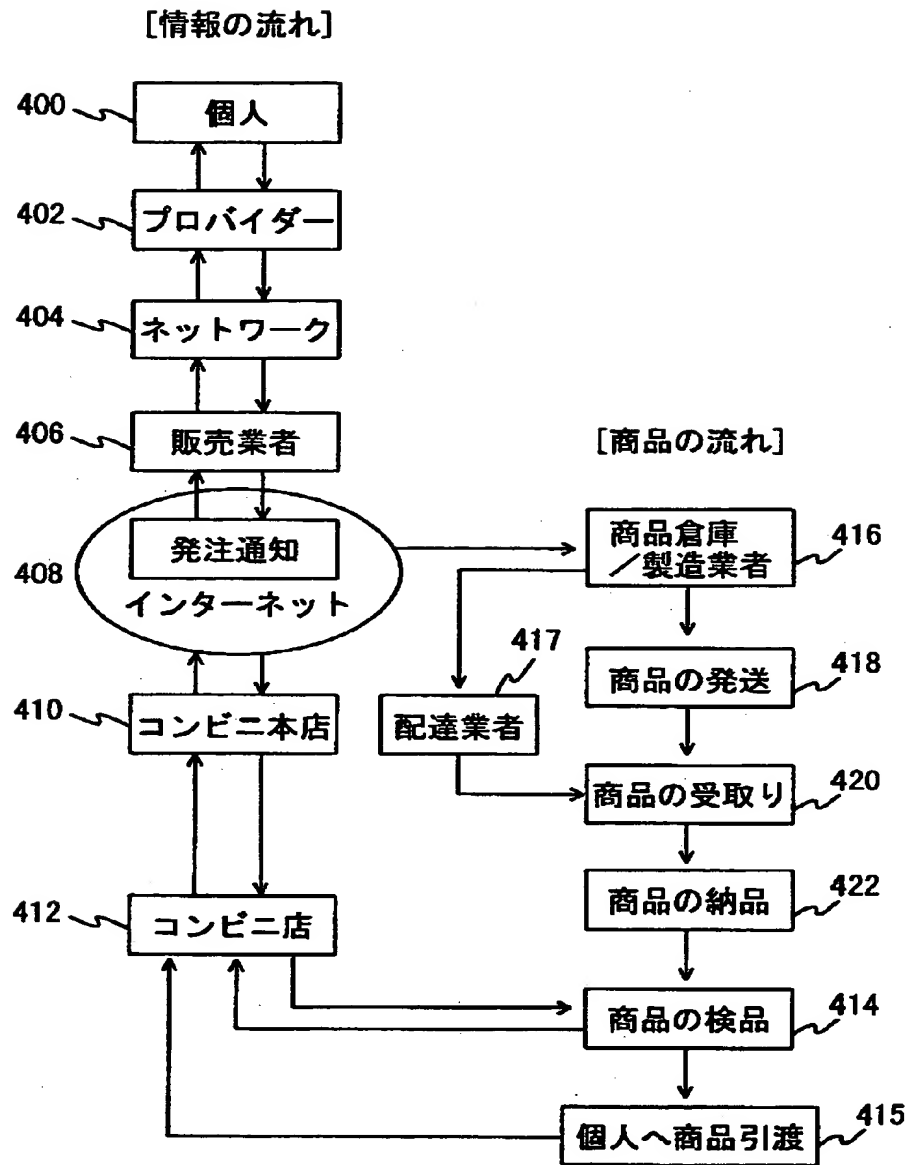 [情報の流れ]
400
個人
402
プロバイダー
404
ネットワーク
406
販売業者
408
発注通知
インターネット
410
コンビニ本店
412
コンビニ店
[商品の流れ]
商品倉庫
／製造業者
416
417
配達業者
商品の発送
418
商品の受取り
420
商品の納品
422
商品の検品
414
個人へ商品引渡
415